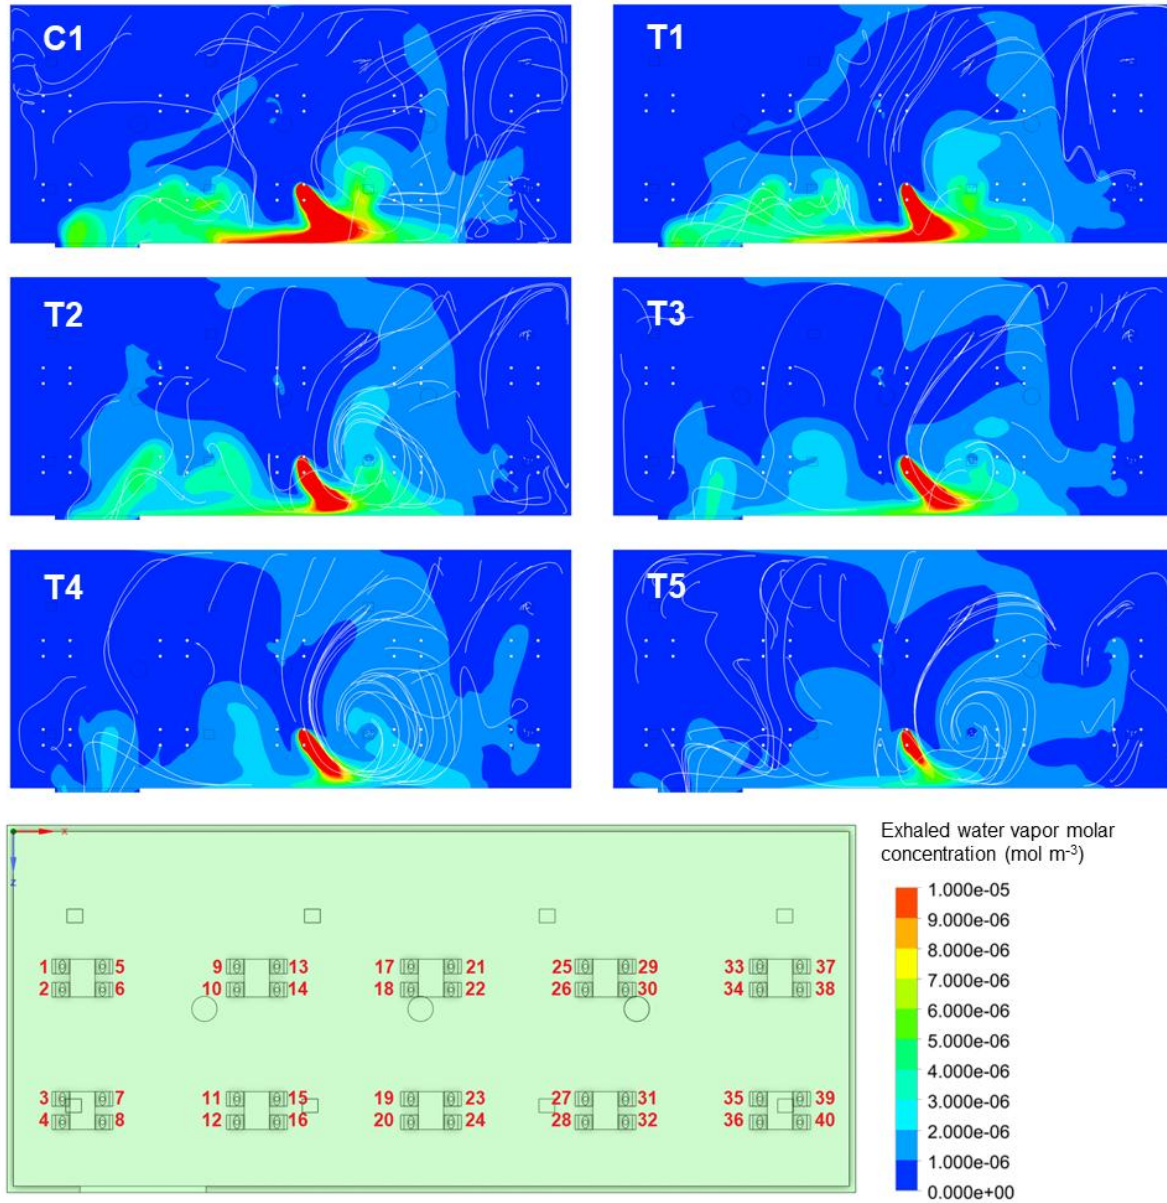 C1
T1
T2
T3
T4
T5
x
z
1 5 9 13 17 21 25 29 33 37
2 6 10 14 18 22 26 30 34 38
3 7 11 15 19 23 27 31 35 39
4 8 12 16 20 24 28 32 36 40
Exhaled water vapor molar
concentration (mol m-3)
1.000e-05
9.000e-06
8.000e-06
7.000e-06
6.000e-06
5.000e-06
4.000e-06
3.000e-06
2.000e-06
1.000e-06
0.000e+00